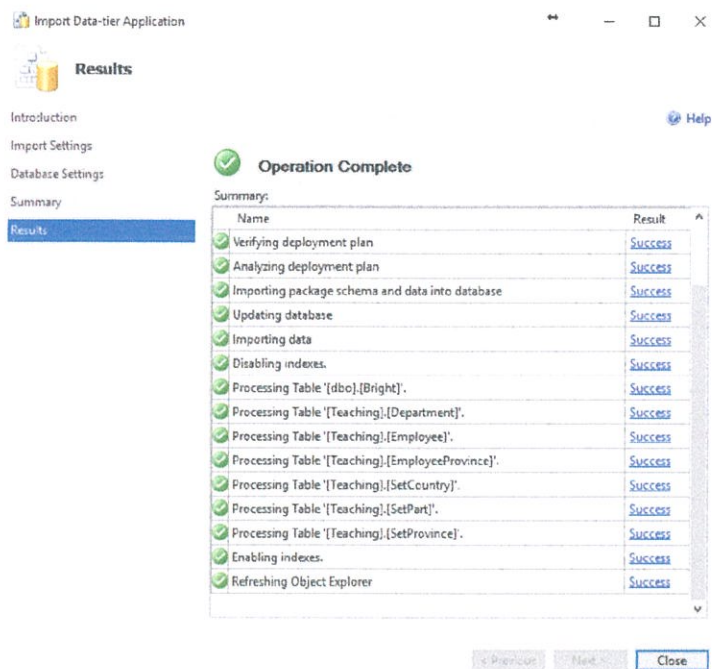 Import Data-tier Application
Results
Introduction
Help
Import Settings
Database Settings
Operation Complete
Summary
Summary:
Results
Name Result
Verifying deployment plan Success
Analyzing deployment plan Success
Importing package schema and data into database Success
Updating database Success
Importing data Success
Disabling indexes. Success
Processing Table '[dbo].[Bright]'. Success
Processing Table '[Teaching].[Department]'. Success
Processing Table '[Teaching].[Employee]'. Success
Processing Table '[Teaching].[EmployeeProvince]'. Success
Processing Table '[Teaching].[SetCountry]'. Success
Processing Table '[Teaching].[SetPart]'. Success
Processing Table '[Teaching].[SetProvince]'. Success
Enabling indexes. Success
Refreshing Object Explorer Success
< Previous Next > Close